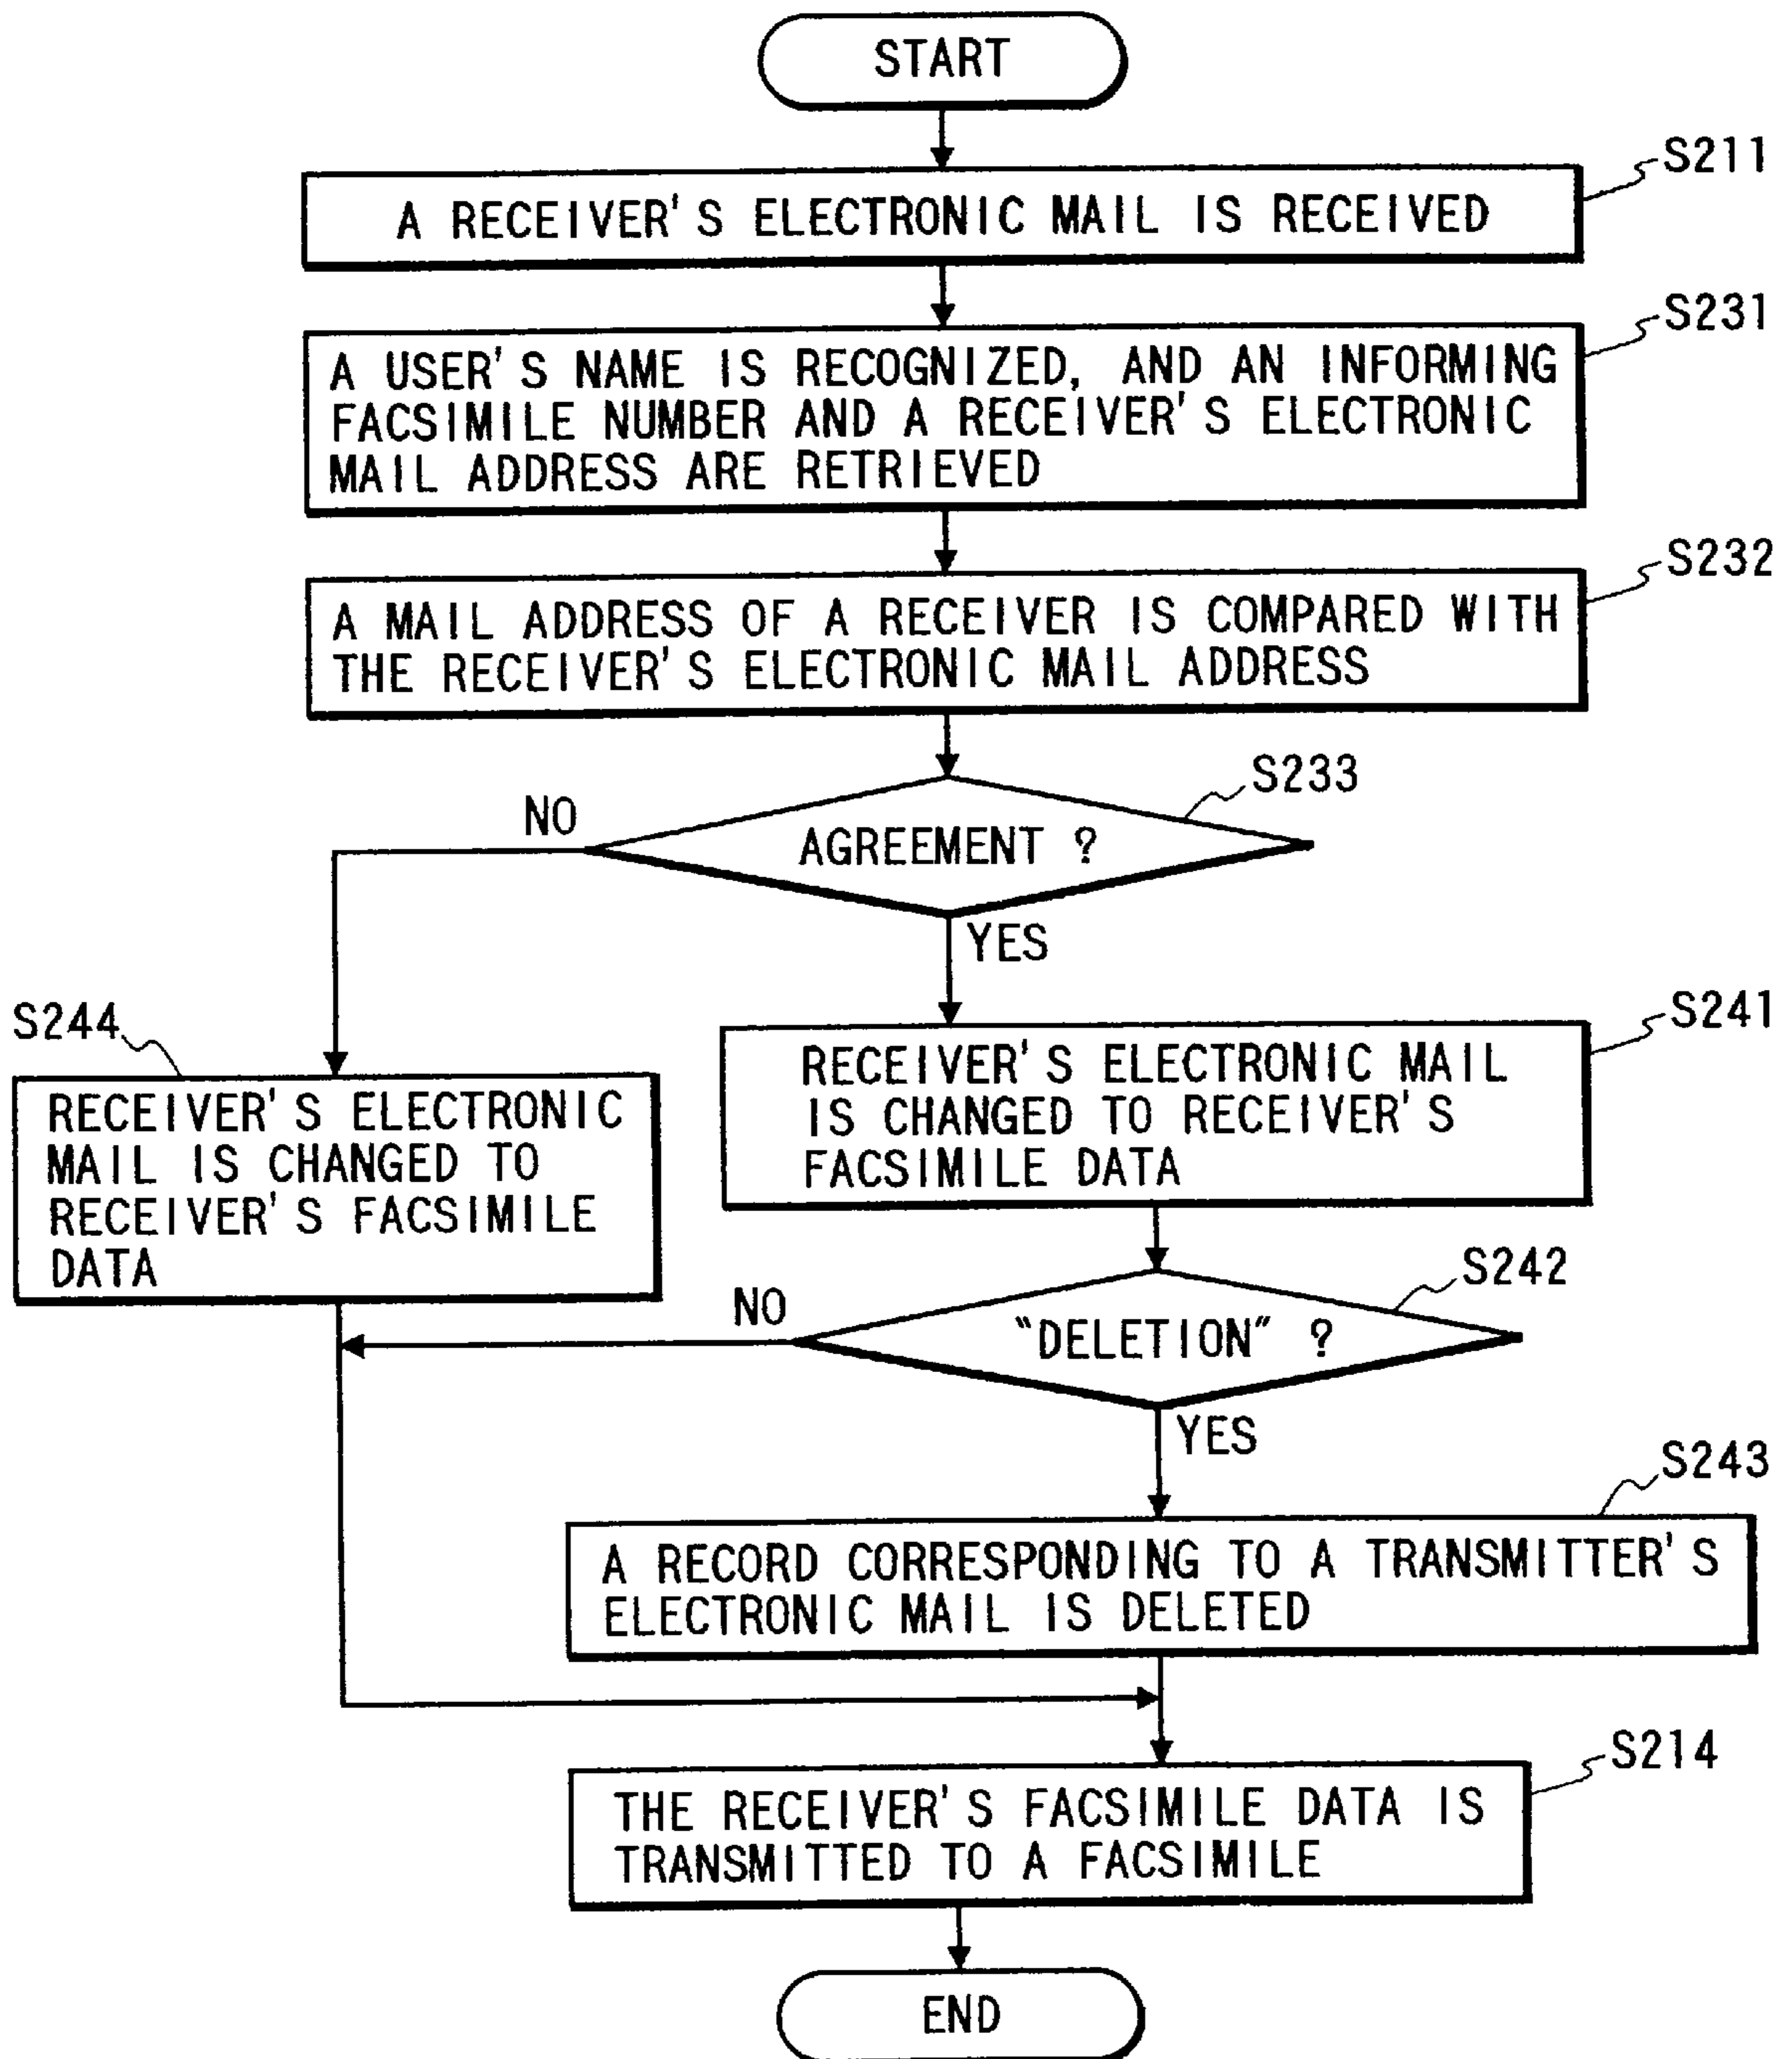 START
S211
A RECEIVER'S ELECTRONIC MAIL IS RECEIVED
S231
A USER'S NAME IS RECOGNIZED, AND AN INFORMING
FACSIMILE NUMBER AND A RECEIVER'S ELECTRONIC
MAIL ADDRESS ARE RETRIEVED
S232
A MAIL ADDRESS OF A RECEIVER IS COMPARED WITH
THE RECEIVER'S ELECTRONIC MAIL ADDRESS
S233
NO
AGREEMENT ?
YES
S244
RECEIVER'S ELECTRONIC
MAIL IS CHANGED TO
RECEIVER'S FACSIMILE
DATA
S241
RECEIVER'S ELECTRONIC MAIL
IS CHANGED TO RECEIVER'S
FACSIMILE DATA
S242
NO
“DELETION” ?
YES
S243
A RECORD CORRESPONDING TO A TRANSMITTER'S
ELECTRONIC MAIL IS DELETED
S214
THE RECEIVER'S FACSIMILE DATA IS
TRANSMITTED TO A FACSIMILE
END